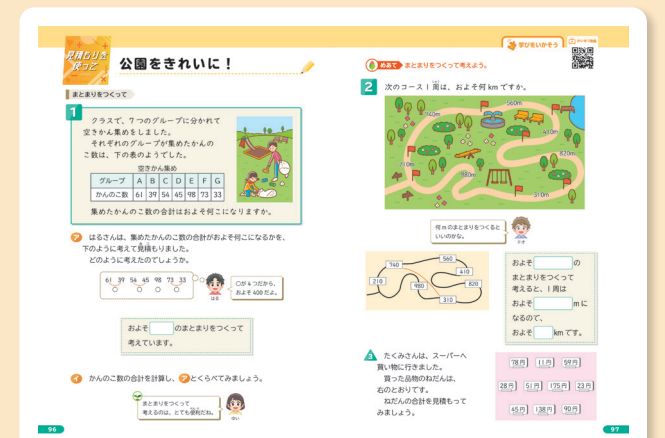 見積もりを
使って
公園をきれいに！
まとまりをつくって
1
クラスで、7つのグループに分かれて
空きかん集めをしました。
それぞれのグループが集めたかんの
こ数は、下の表のようでした。
空きかん集め
グループ A B C D E F G
かんのこ数 61 39 54 45 98 73 33
集めたかんのこ数の合計はおよそ何こになりますか。
ア はるさんは、集めたかんのこ数の合計がおよそ何こになるかを、
下のように考えて見積もりました。
どのように考えたのでしょうか。
61 39 54 45 98 73 33
○が4つだから、
およそ400だよ。
はる
およそ のまとまりをつくって
考えています。
イ かんのこ数の合計を計算し、アとくらべてみましょう。
まとまりをつくって
考えるのは、とても便利だね。
ゆい
96
学びをいかそう
めあて まとまりをつくって考えよう。
2 次のコース1周は、およそ何kmですか。
740m
560m
430m
820m
210m
980m
310m
何mのまとまりをつくると
いいのかな。
740
560
410
210
980
820
310
およそ の
まとまりをつくって
考えると、1周は
およそ mに
なるので、
およそ kmです。
3 たくみさんは、スーパーへ
買い物に行きました。
買った品物のねだんは、
右のとおりです。
ねだんの合計を見積もって
みましょう。
78円 11円 59円
28円 51円 175円 23円
45円 138円 90円
97